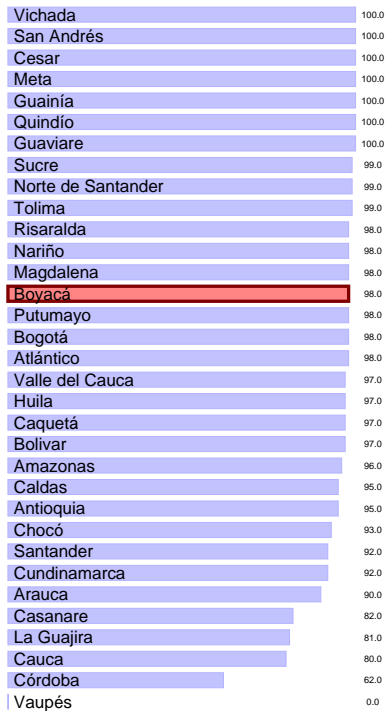 Vichada 100.0
San Andrés 100.0
Cesar 100.0
Meta 100.0
Guainía 100.0
Quindío 100.0
Guaviare 100.0
Sucre 99.0
Norte de Santander 99.0
Tolima 99.0
Risaralda 98.0
Nariño 98.0
Magdalena 98.0
Boyacá 98.0
Putumayo 98.0
Bogotá 98.0
Atlántico 98.0
Valle del Cauca 97.0
Huila 97.0
Caquetá 97.0
Bolivar 97.0
Amazonas 96.0
Caldas 95.0
Antioquia 95.0
Chocó 93.0
Santander 92.0
Cundinamarca 92.0
Arauca 90.0
Casanare 82.0
La Guajira 81.0
Cauca 80.0
Córdoba 62.0
Vaupés 0.0